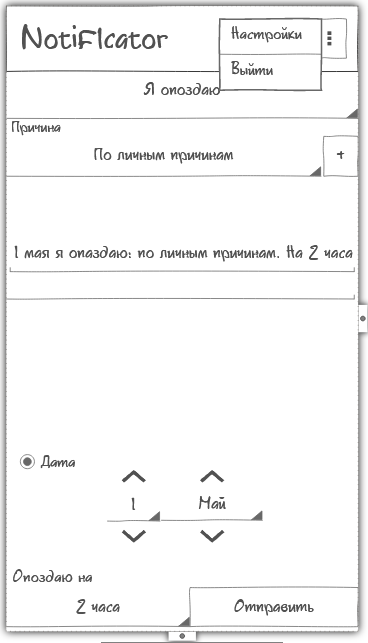 NotiFIcator
Настройки
Выйти
Я опоздаю
Причина
По личным причинам
+
1 мая я опаздаю: по личным причинам. На 2 часа
Дата
1
Май
Опоздаю на
2 часа
Отправить